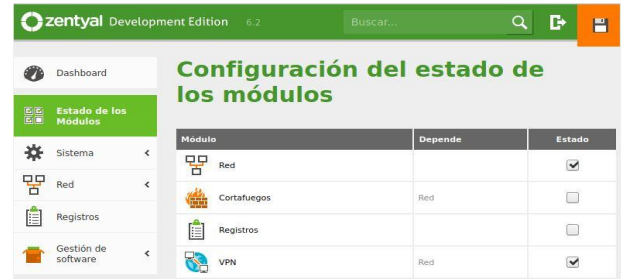 zentyal Development Edition 6.2
Buscar...
Dashboard
Estado de los
Módulos
Sistema
Red
Registros
Gestión de
software
Configuración del estado de
los módulos
Módulo Depende Estado
Red
Cortafuegos Red
Registros
VPN Red